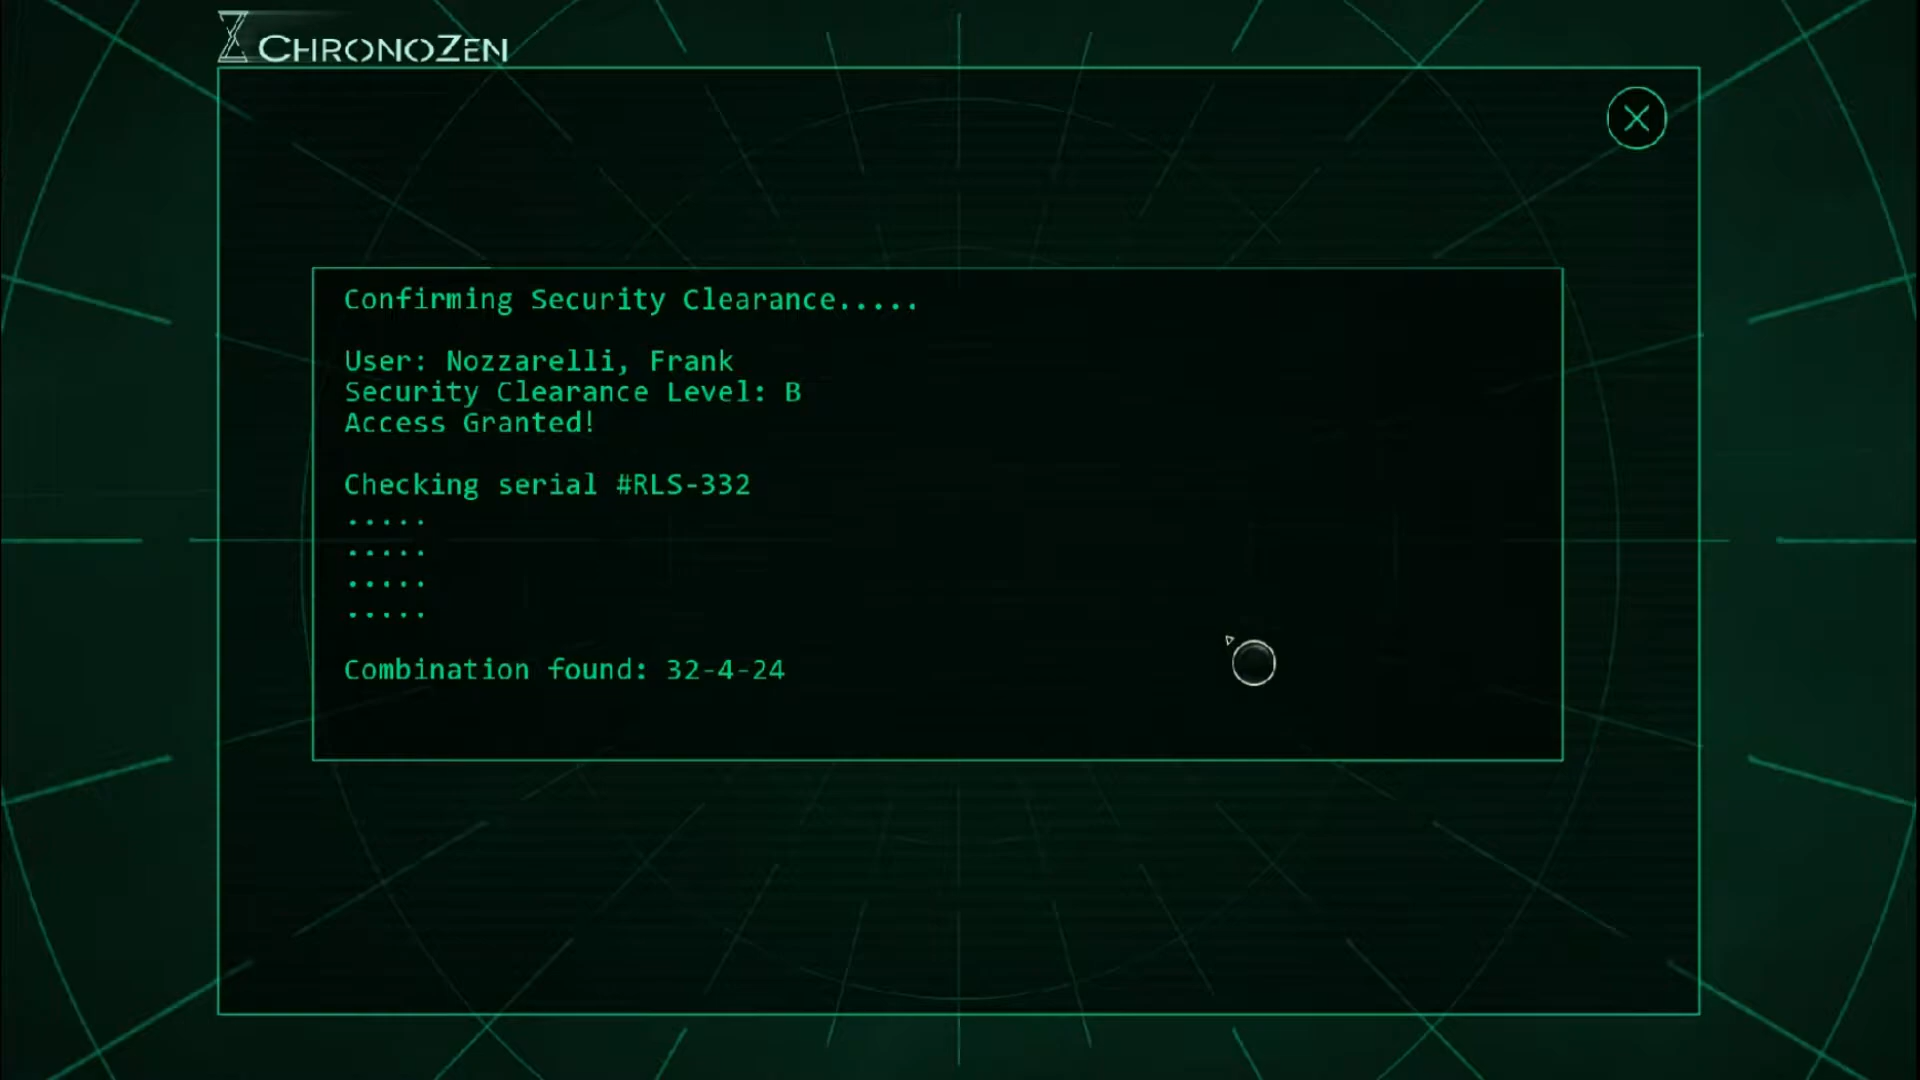 CHRONOZEN
Confirming Security Clearance.....
User: Nozzarelli, Frank
Security Clearance Level: B
Access Granted!
Checking serial #RLS-332
.....
.....
.....
.....
Combination found: 32-4-24